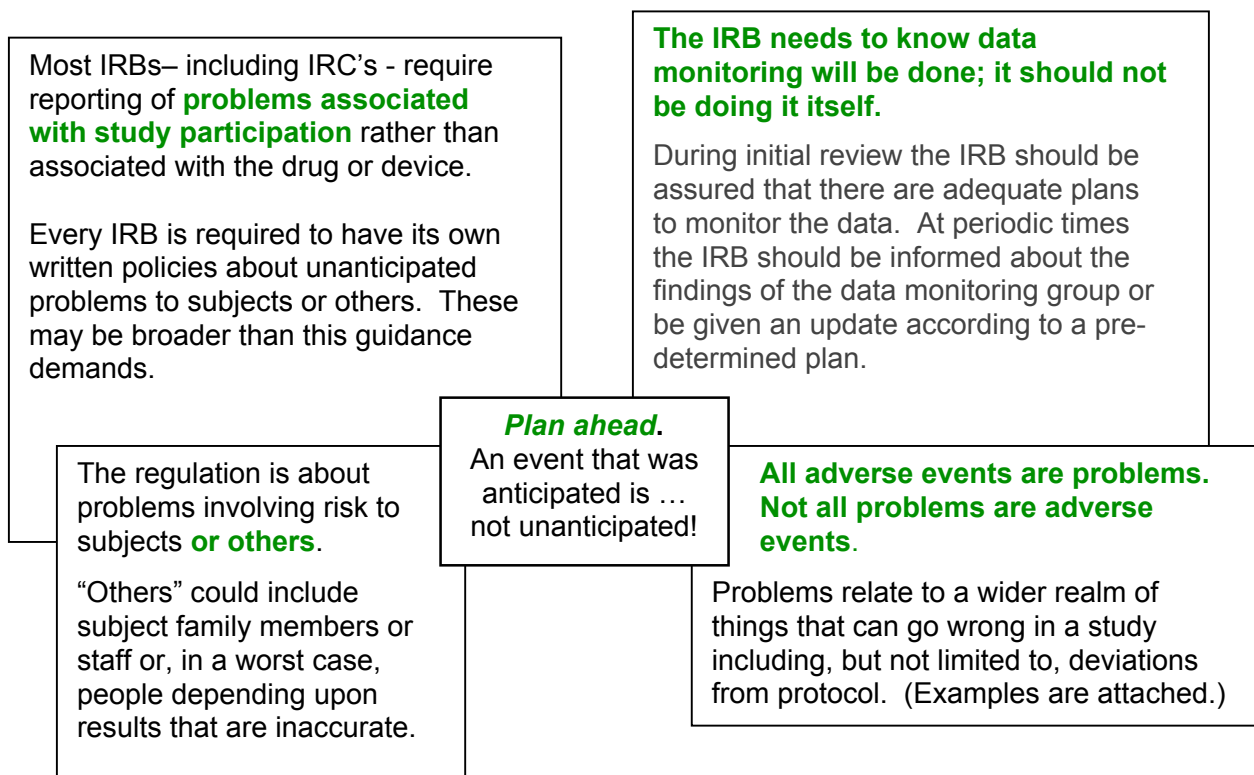 Most IRBs– including IRC’s - require
reporting of problems associated
with study participation rather than
associated with the drug or device.
Every IRB is required to have its own
written policies about unanticipated
problems to subjects or others.  These
may be broader than this guidance
demands.
The IRB needs to know data
monitoring will be done; it should not
be doing it itself.
During initial review the IRB should be
assured that there are adequate plans
to monitor the data.  At periodic times
the IRB should be informed about the
findings of the data monitoring group or
be given an update according to a pre-
determined plan.
Plan ahead.
An event that was
anticipated is …
not unanticipated!
The regulation is about
problems involving risk to
subjects or others.
“Others” could include
subject family members or
staff or, in a worst case,
people depending upon
results that are inaccurate.
All adverse events are problems.
Not all problems are adverse
events.
Problems relate to a wider realm of
things that can go wrong in a study
including, but not limited to, deviations
from protocol.  (Examples are attached.)